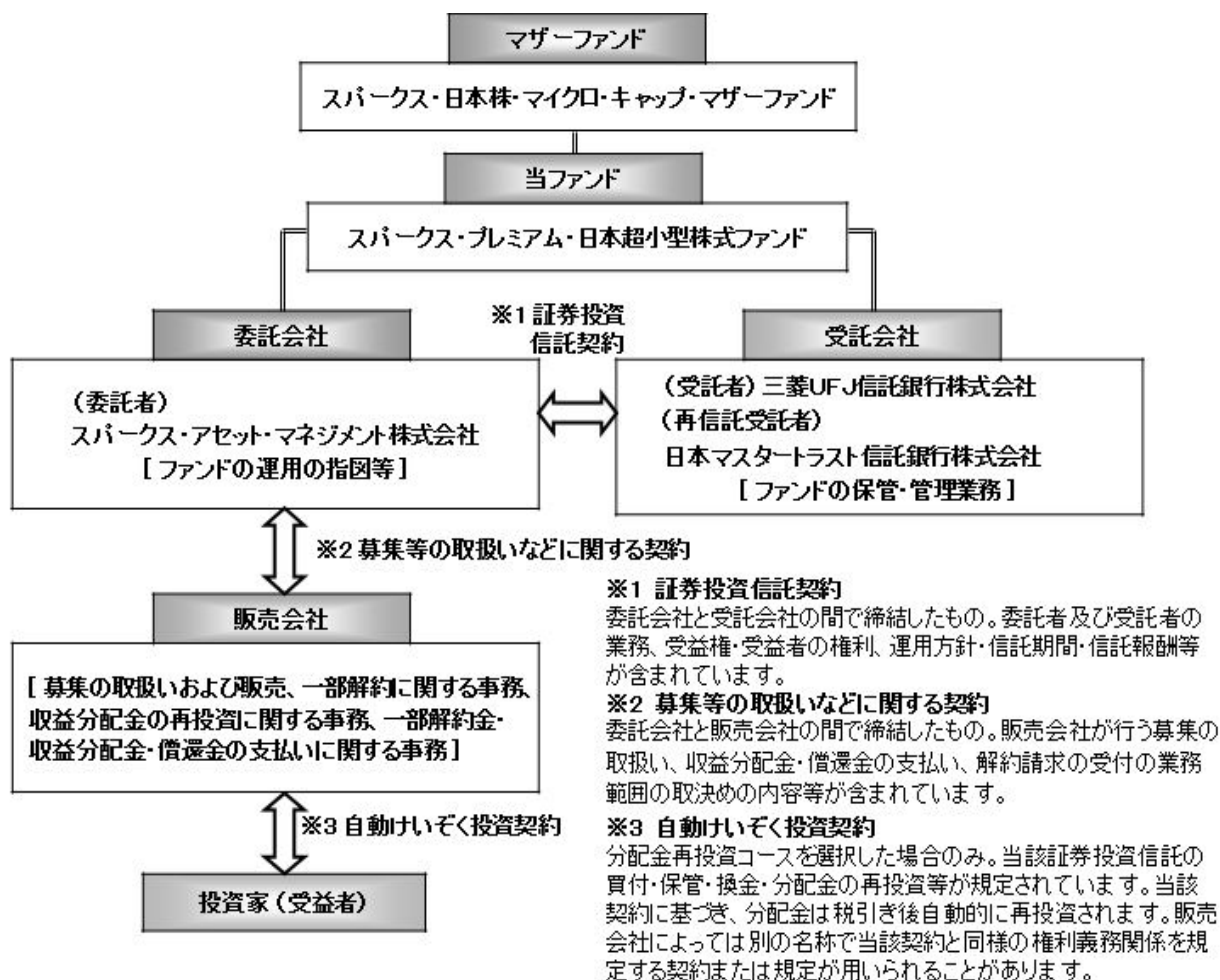 マザーファンド
スパークス・日本株・マイクロ・キャップ・マザーファンド
当ファンド
スパークス・プレミアム・日本超小型株式ファンド
委託会社
※1 証券投資
信託契約
受託会社
(委託者)
スパークス・アセット・マネジメント株式会社
[ ファンドの運用の指図等 ]
(受託者) 三菱UFJ信託銀行株式会社
(再信託受託者)
日本マスタートラスト信託銀行株式会社
[ ファンドの保管・管理業務 ]
※2 募集等の取扱いなどに関する契約
販売会社
[ 募集の取扱いおよび販売、一部解約に関する事務、
収益分配金の再投資に関する事務、一部解約金・
収益分配金・償還金の支払いに関する事務 ]
※3 自動けいぞく投資契約
投資家 (受益者)
※1 証券投資信託契約
委託会社と受託会社の間で締結したもの。委託者及び受託者の
業務、受益権・受益者の権利、運用方針・信託期間・信託報酬等
が含まれています。
※2 募集等の取扱いなどに関する契約
委託会社と販売会社の間で締結したもの。販売会社が行う募集の
取扱い、収益分配金・償還金の支払い、解約請求の受付の業務
範囲の取決めの内容等が含まれています。
※3 自動けいぞく投資契約
分配金再投資コースを選択した場合のみ。当該証券投資信託の
買付・保管・換金・分配金の再投資等が規定されています。当該
契約に基づき、分配金は税引き後自動的に再投資されます。販売
会社によっては別の名称で当該契約と同様の権利義務関係を規
定する契約または規定が用いられることがあります。